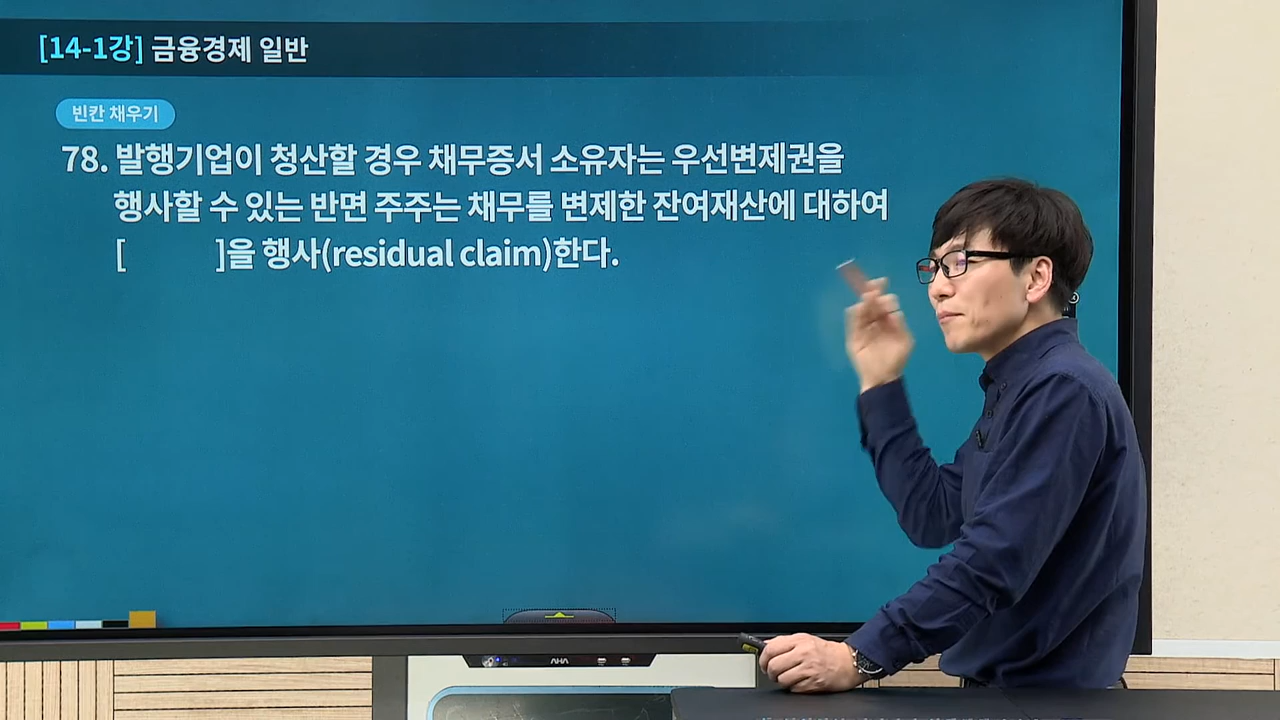 [14-1강] 금융경제 일반
빈칸 채우기
78. 발행기업이 청산할 경우 채무증서 소유자는 우선변제권을
행사할 수 있는 반면 주주는 채무를 변제한 잔여재산에 대하여
[ ]을 행사(residual claim)한다.
AHA